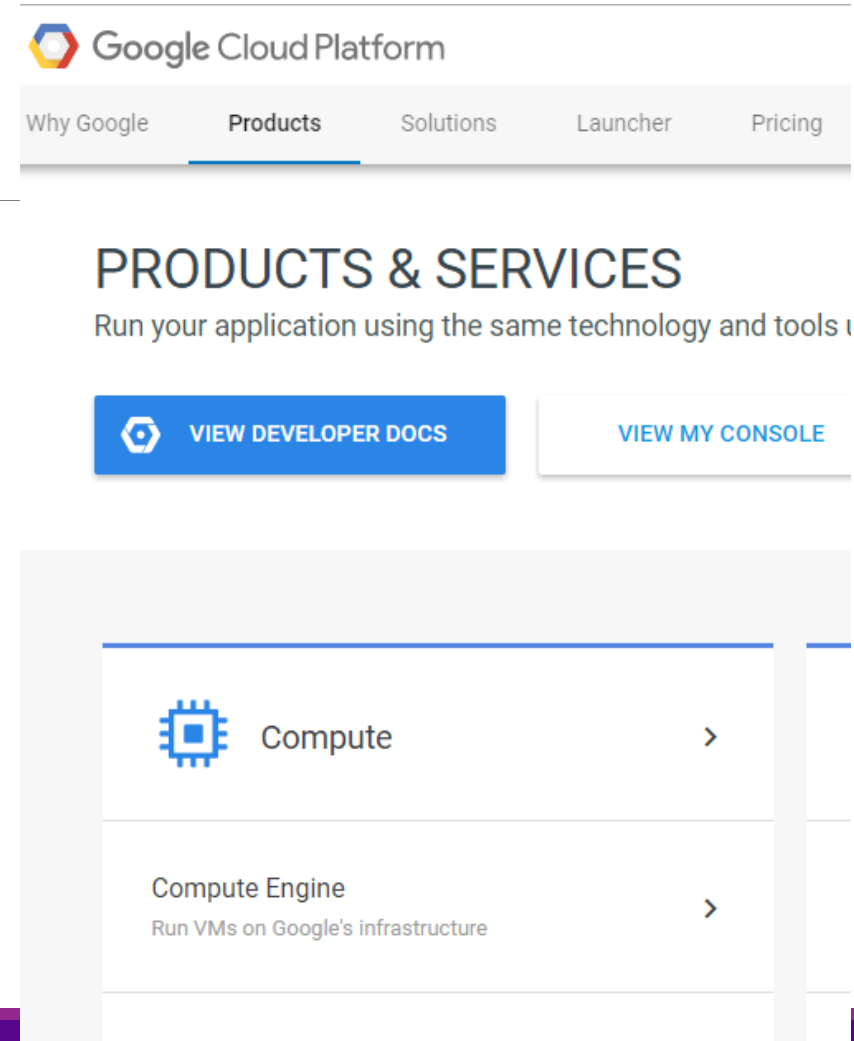 Google Cloud Platform
Why Google Products Solutions Launcher Pricing
PRODUCTS & SERVICES
Run your application using the same technology and tools
VIEW DEVELOPER DOCS VIEW MY CONSOLE
Compute
Compute Engine
Run VMs on Google's infrastructure